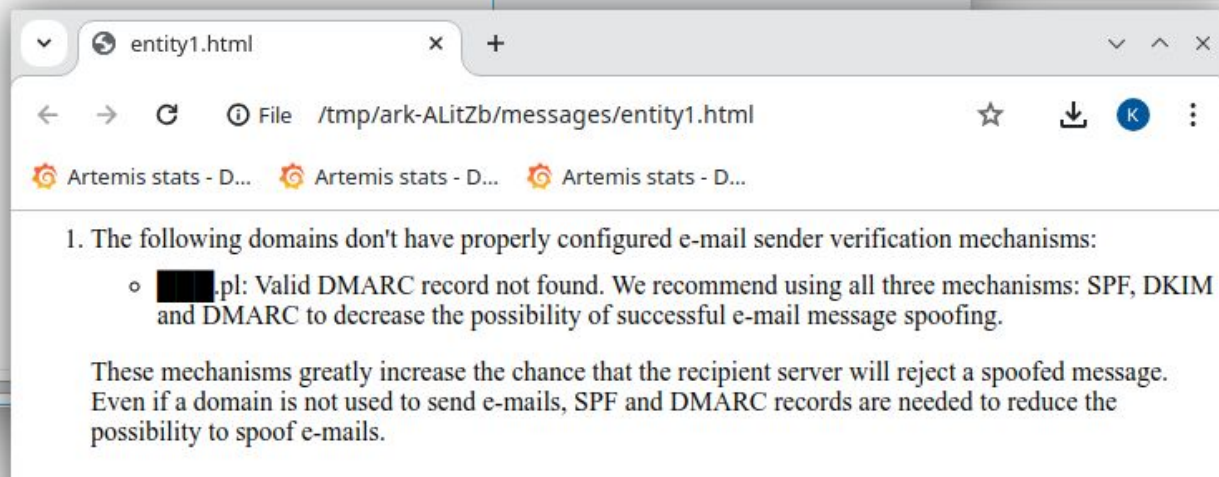 entity1.html
File /tmp/ark-ALitZb/messages/entity1.html
K
Artemis stats - D... Artemis stats - D... Artemis stats - D...
1. The following domains don't have properly configured e-mail sender verification mechanisms:
.pl: Valid DMARC record not found. We recommend using all three mechanisms: SPF, DKIM
and DMARC to decrease the possibility of successful e-mail message spoofing.
These mechanisms greatly increase the chance that the recipient server will reject a spoofed message.
Even if a domain is not used to send e-mails, SPF and DMARC records are needed to reduce the
possibility to spoof e-mails.